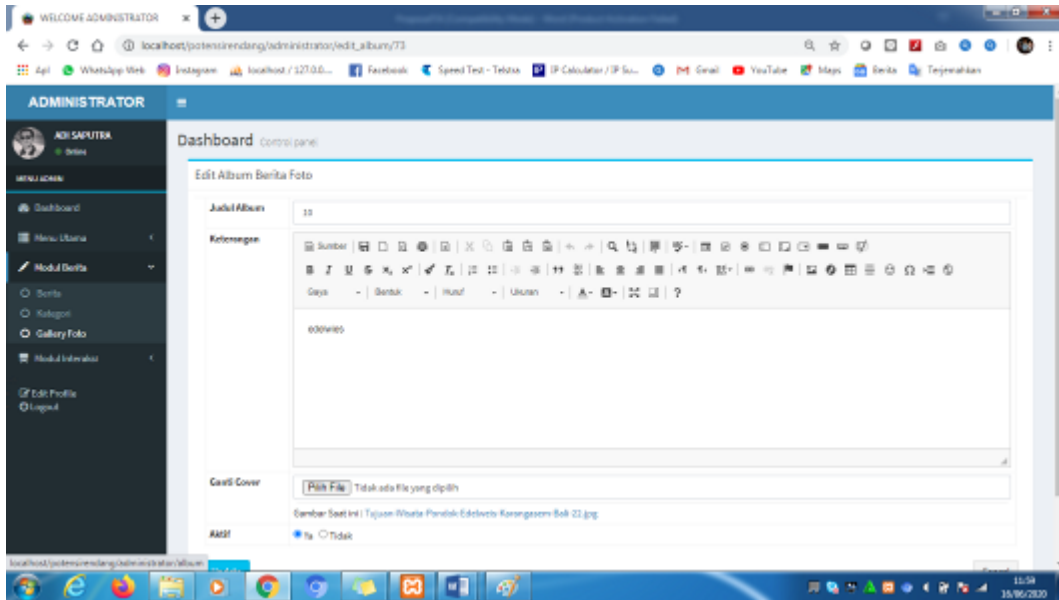 WELCOME ADMINISTRATOR
localhost/potensirendang/administrator/edit_album/73
Apl WhatsApp Web Instagram localhost / 127.0.0... Facebook Speed Test - Telstra IP Calculator / IP Su... Gmail YouTube Maps Berita Terjemahkan
ADMINISTRATOR
ADI SAPUTRA
Online
Dashboard Control panel
MENU ADMIN
Edit Album Berita Foto
Dashboard
Judul Album
Menu Utama
Keterangan
Sumber
Modul Berita
Gaya Bentuk Huruf Ukuran
Berita
Kategori
Gallery Foto
edelwies
Modul Interaksi
Edit Profile
Logout
Ganti Cover
Pilih File Tidak ada file yang dipilih
Gambar Saat ini : Tujuan Wisata Pondok Edelweis Karangasem Bali 22.jpg
Aktif
Ya Tidak
localhost/potensirendang/administrator/album
11:59
16/06/2020